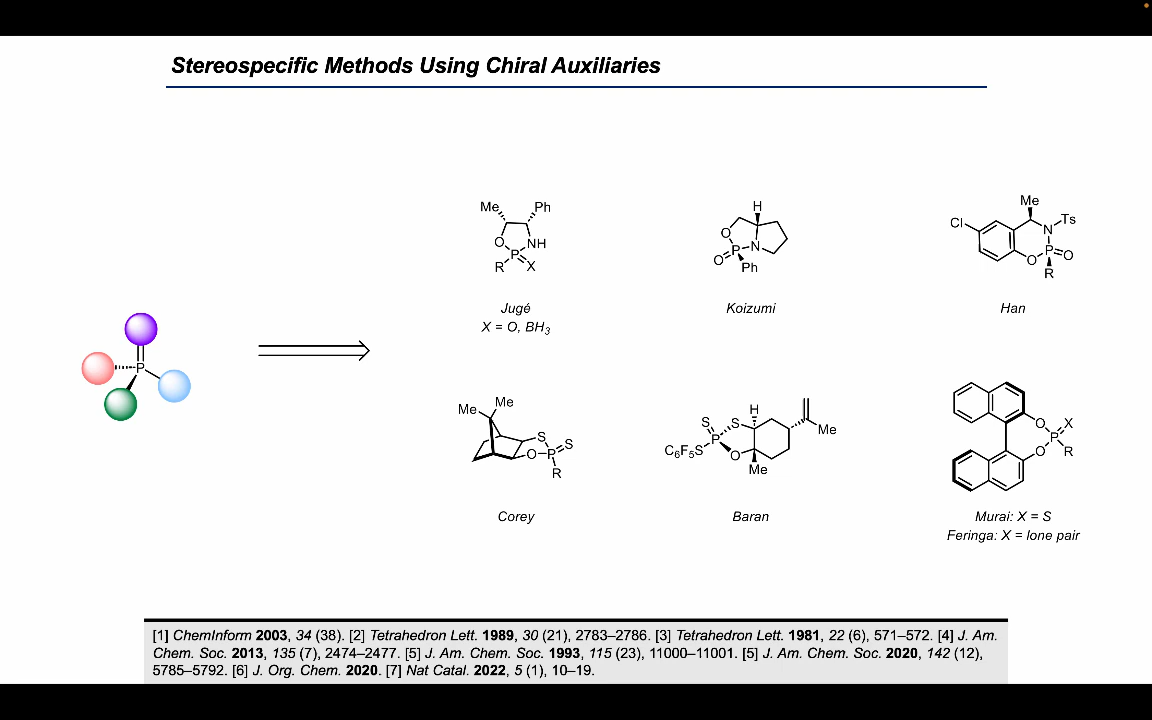 Stereospecific Methods Using Chiral Auxiliaries
Me
Ph
O
NH
P
R
X
Jugé
X = O, BH3
H
O
P
N
O
Ph
Koizumi
Me
Cl
N
Ts
O
P
O
R
Han
P
Me
Me
S
S
O
P
R
Corey
S
S
H
P
C6F5S
O
Me
Me
Baran
O
X
P
O
R
Murai: X = S
Feringa: X = lone pair
[1] ChemInform 2003, 34 (38). [2] Tetrahedron Lett. 1989, 30 (21), 2783–2786. [3] Tetrahedron Lett. 1981, 22 (6), 571–572. [4] J. Am.
Chem. Soc. 2013, 135 (7), 2474–2477. [5] J. Am. Chem. Soc. 1993, 115 (23), 11000–11001. [5] J. Am. Chem. Soc. 2020, 142 (12),
5785–5792. [6] J. Org. Chem. 2020. [7] Nat Catal. 2022, 5 (1), 10–19.